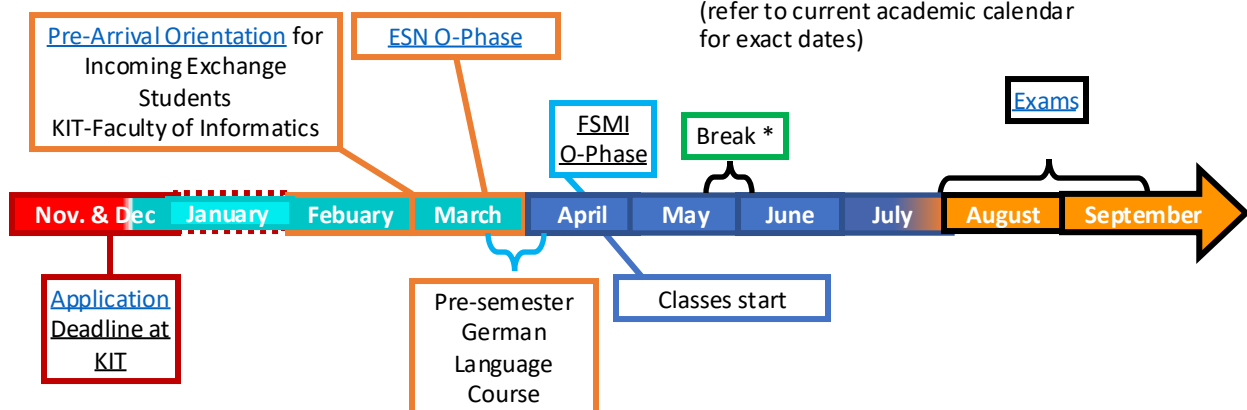 (refer to current academic calendar
for exact dates)
Pre-Arrival Orientation for
Incoming Exchange
Students
KIT-Faculty of Informatics
ESN O-Phase
FSMI
O-Phase
Break *
Exams
Nov. & Dec
January
Febuary
March
April
May
June
July
August
September
Application
Deadline at
KIT
Pre-semester
German
Language
Course
Classes start